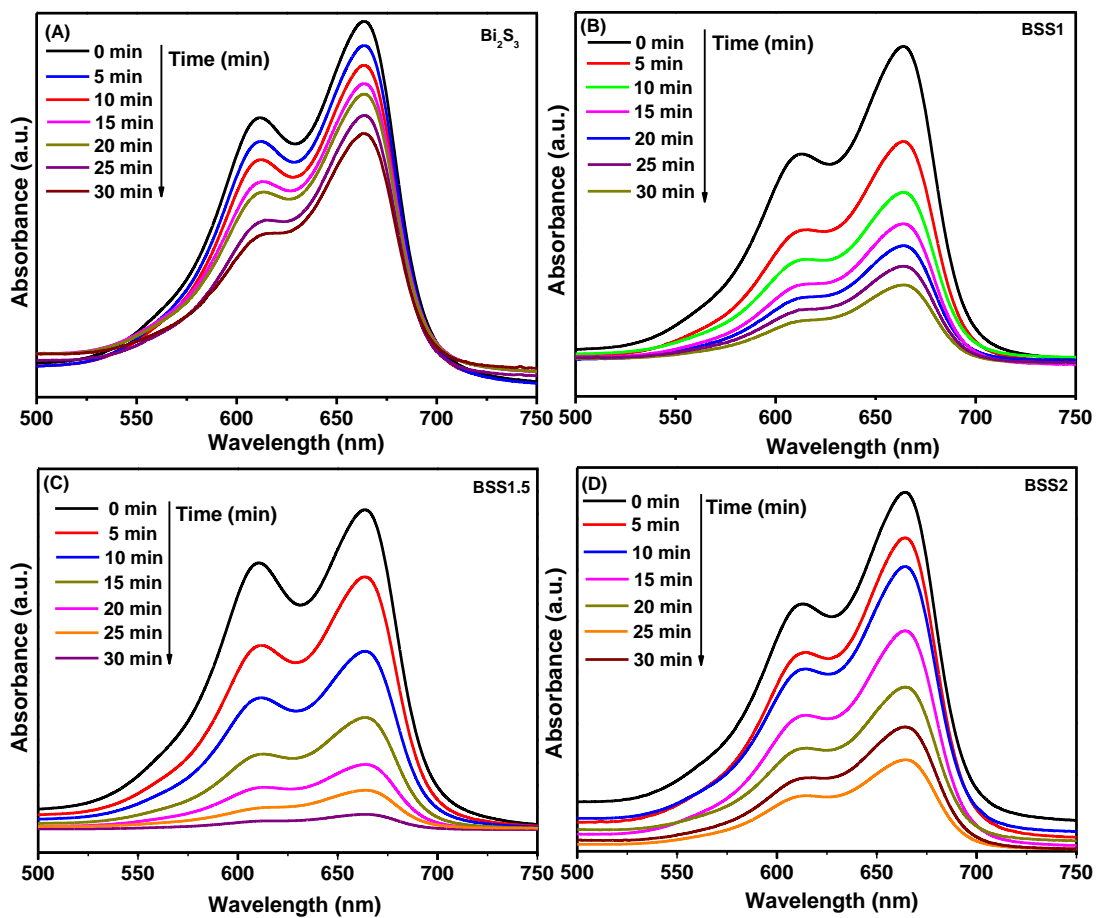 (A)
Bi₂S₃
0 min
5 min
10 min
15 min
20 min
25 min
30 min
Time (min)
Absorbance (a.u.)
500 550 600 650 700 750
Wavelength (nm)
(B)
BSS1
0 min
5 min
10 min
15 min
20 min
25 min
30 min
Time (min)
Absorbance (a.u.)
500 550 600 650 700 750
Wavelength (nm)
(C)
BSS1.5
0 min
5 min
10 min
15 min
20 min
25 min
30 min
Time (min)
Absorbance (a.u.)
500 550 600 650 700 750
Wavelength (nm)
(D)
BSS2
0 min
5 min
10 min
15 min
20 min
25 min
30 min
Time (min)
Absorbance (a.u.)
500 550 600 650 700 750
Wavelength (nm)